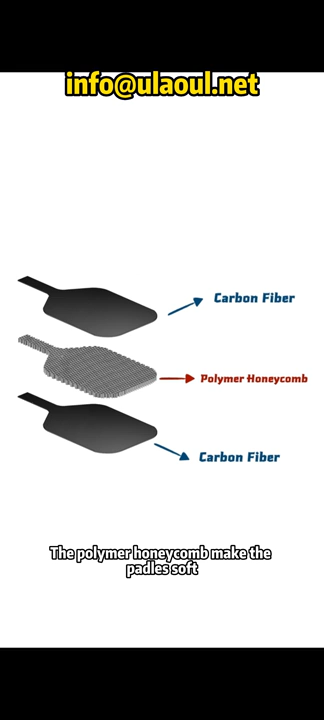 info@ulaoul.net
Carbon Fiber
Polymer Honeycomb
Carbon Fiber
The polymer honeycomb make the
padles soft